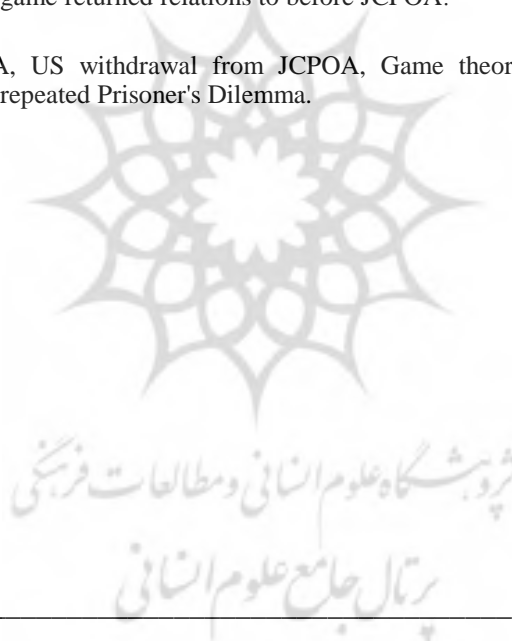 game returned relations to before JCPOA.
A, US withdrawal from JCPOA, Game theor
repeated Prisoner's Dilemma.
پژوهشگاه علوم انسانی و مطالعات فرهنگی
پرتال جامع علوم انسانی